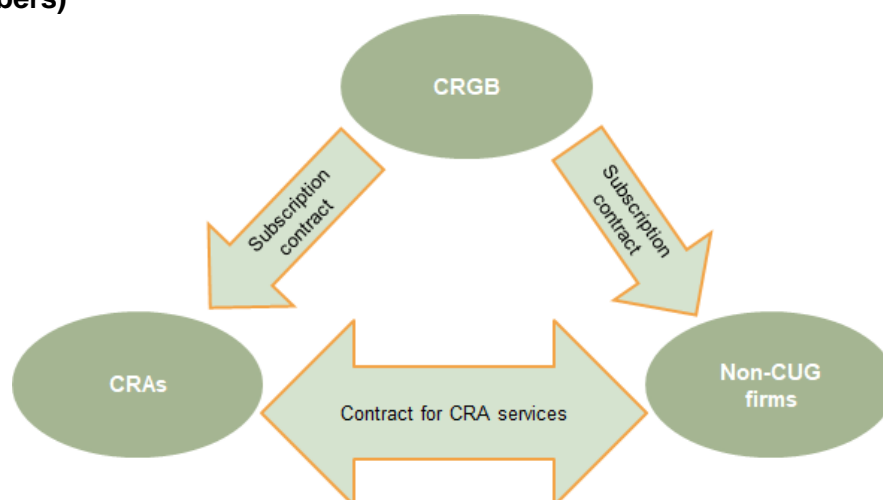 bers)
CRGB
Subscription
contract
Subscription
contract
CRAs
Contract for CRA services
Non-CUG
firms